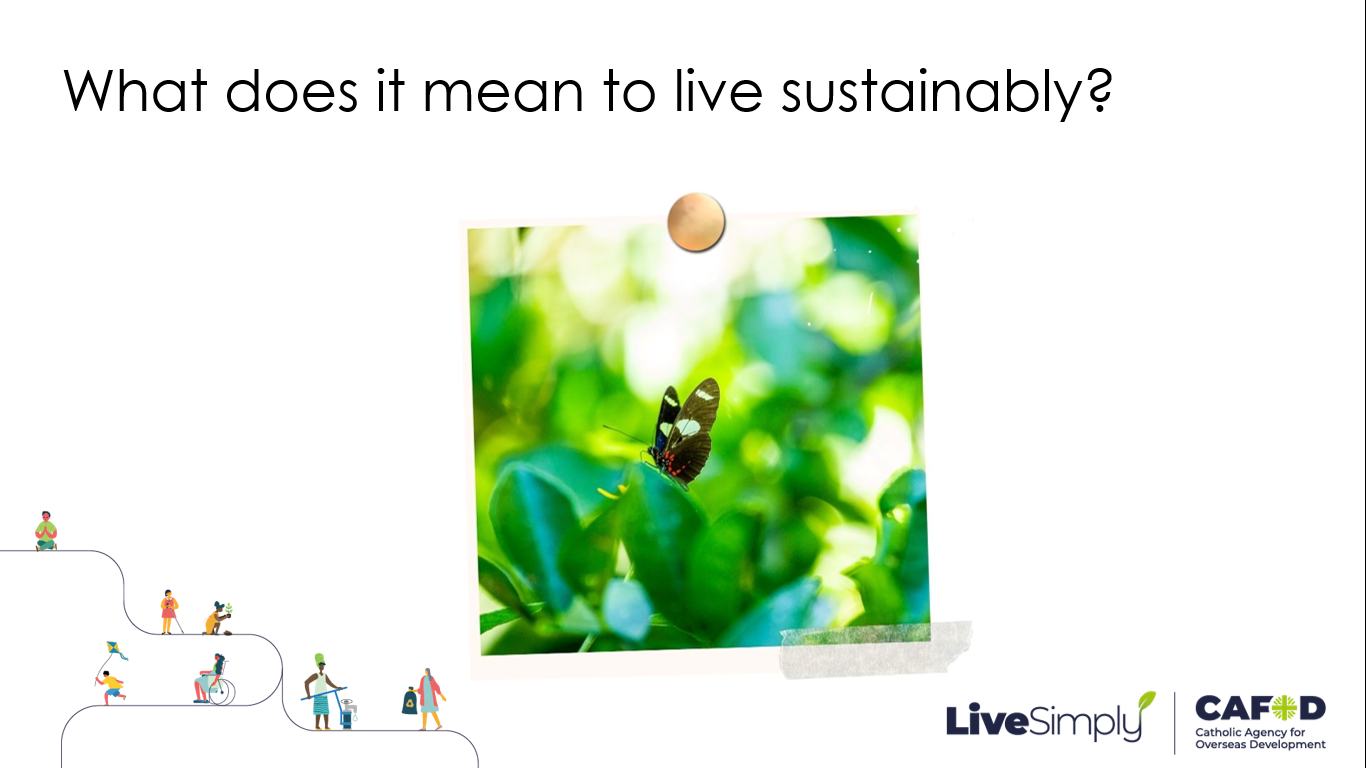 What does it mean to live sustainably?
LiveSimply
CAFOD
Catholic Agency for
Overseas Development